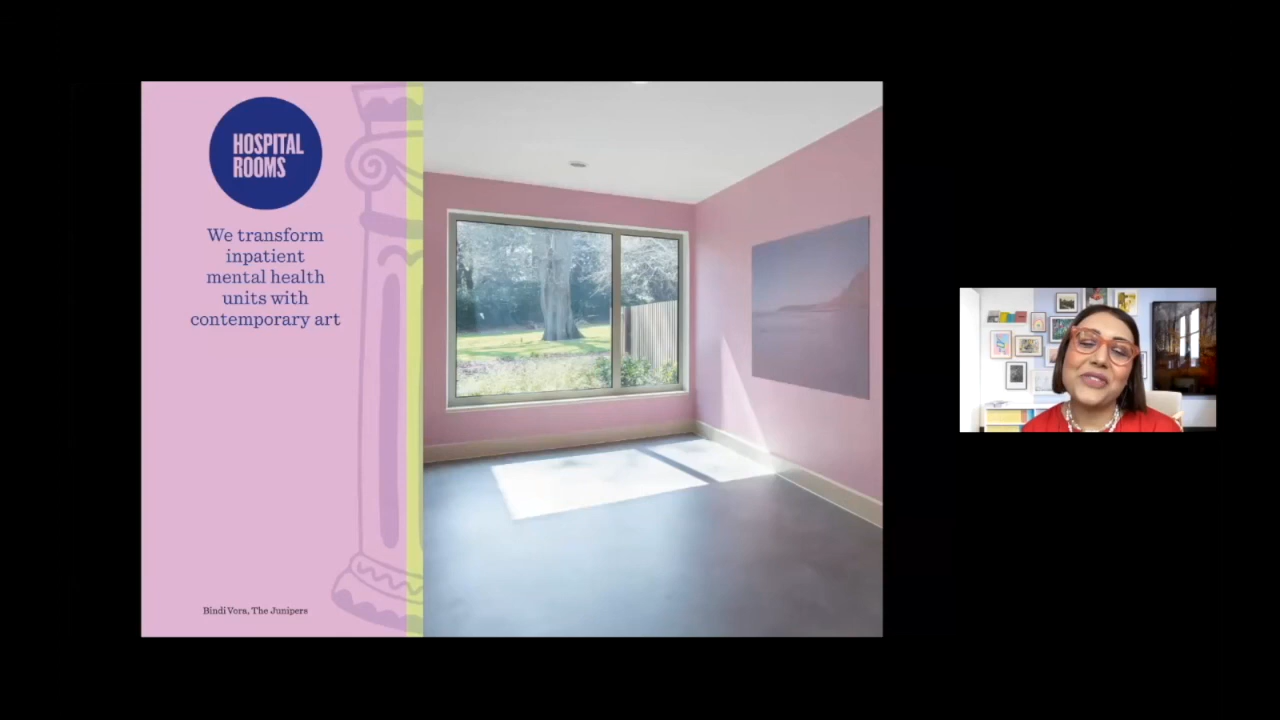 HOSPITAL
ROOMS
We transform
inpatient
mental health
units with
contemporary art
Bindi Vora, The Junipers